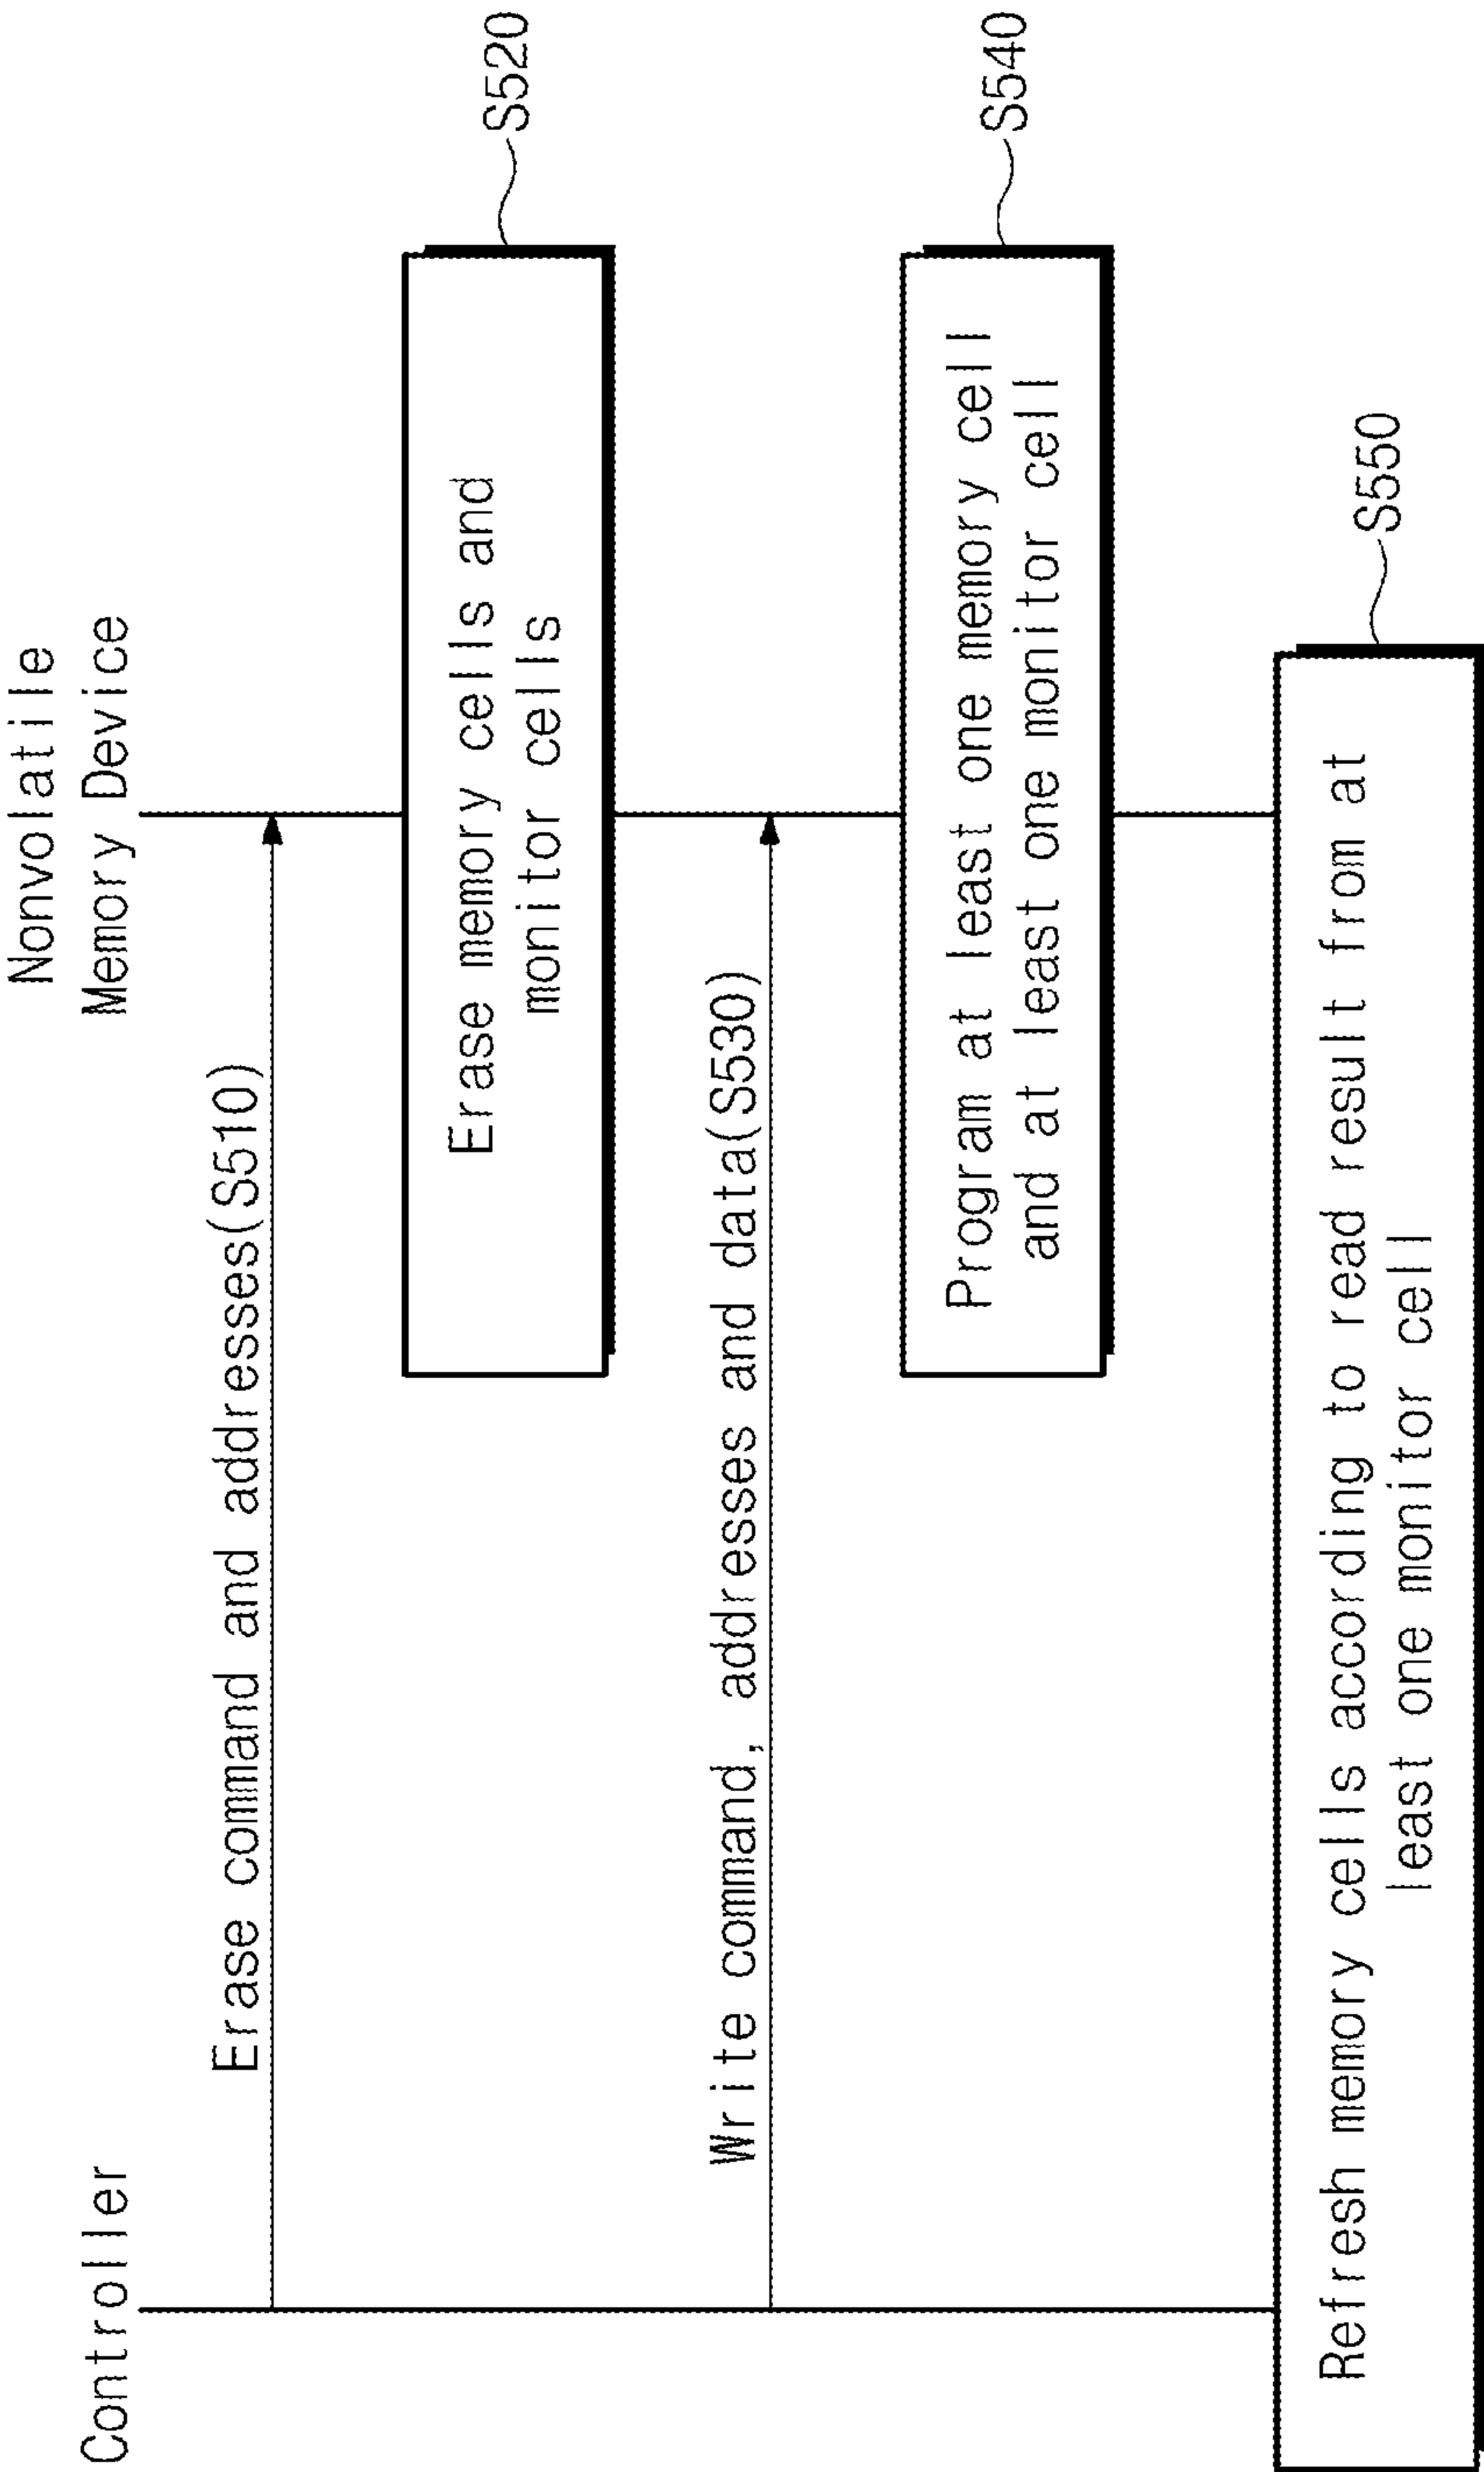 Controller
Nonvolatile
Memory Device
Erase command and addresses(S510)
Erase memory cells and
monitor cells
S520
Write command, addresses and data(S530)
Program at least one memory cell
and at least one monitor cell
S540
Refresh memory cells according to read result from at
least one monitor cell
S550